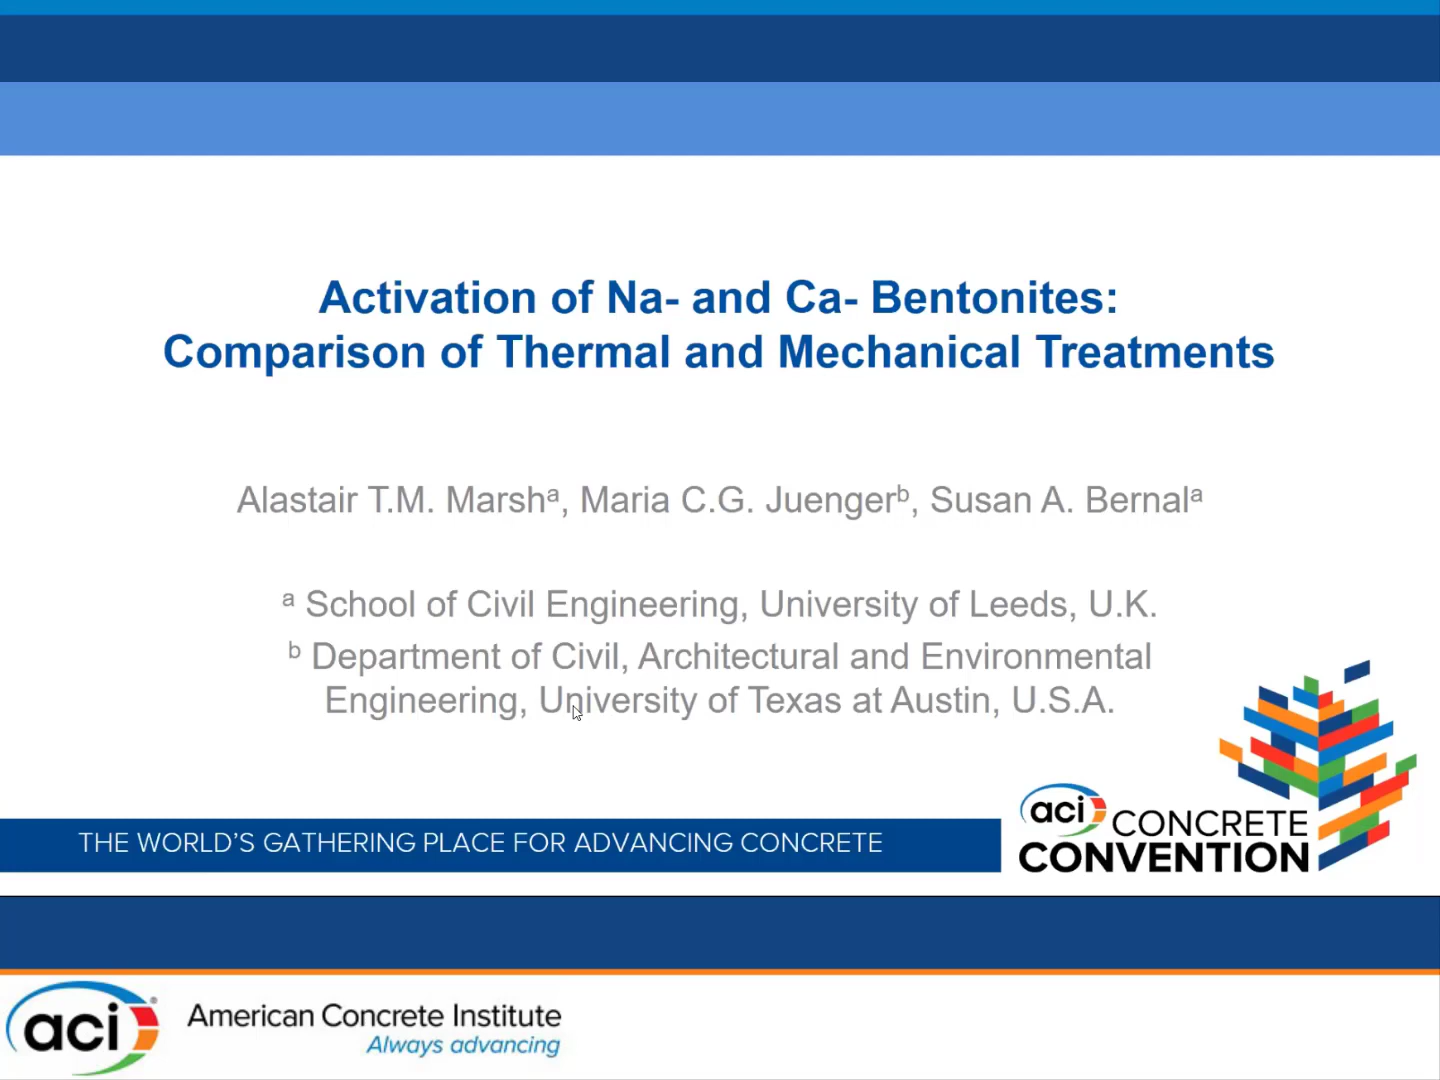 Activation of Na- and Ca- Bentonites:
Comparison of Thermal and Mechanical Treatments
Alastair T.M. Marshᵃ, Maria C.G. Juengerᵇ, Susan A. Bernalᵃ
ᵃ School of Civil Engineering, University of Leeds, U.K.
ᵇ Department of Civil, Architectural and Environmental
Engineering, University of Texas at Austin, U.S.A.
THE WORLD'S GATHERING PLACE FOR ADVANCING CONCRETE
aci CONCRETE
CONVENTION
aci® American Concrete Institute
Always advancing